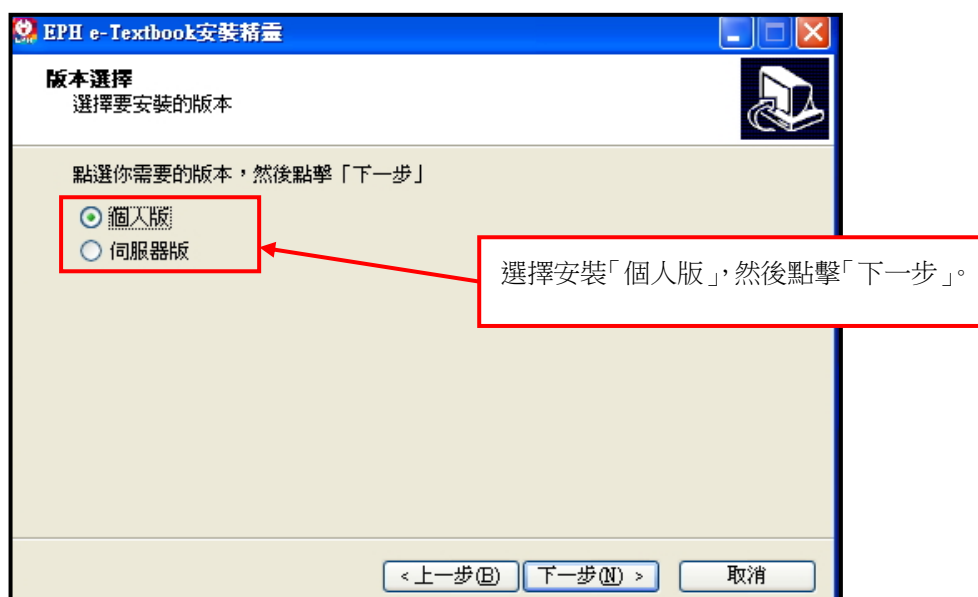 EPH e-Textbook安裝精靈
版本選擇
選擇要安裝的版本
點選你需要的版本，然後點擊「下一步」
個人版
伺服器版
選擇安裝「個人版」，然後點擊「下一步」。
<上一步(B)
下一步(N) >
取消